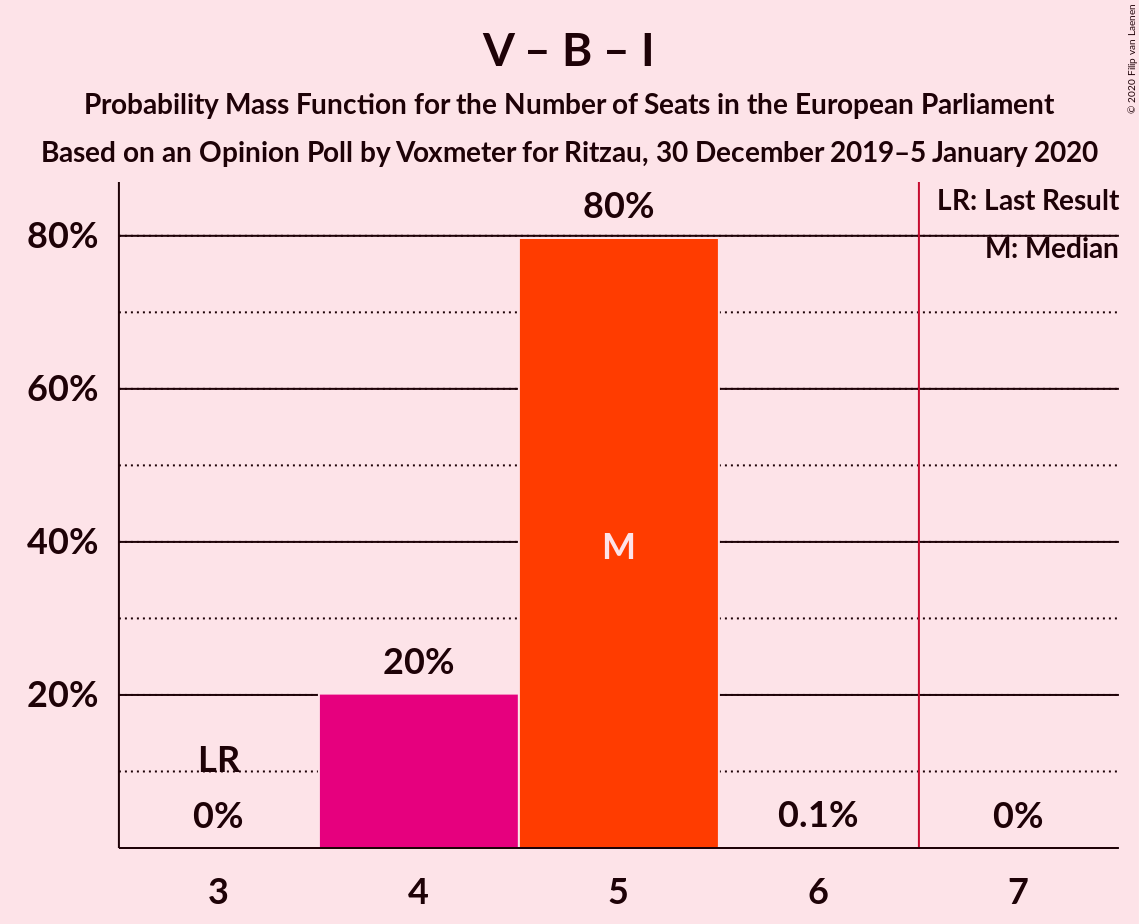 V – B – I
Probability Mass Function for the Number of Seats in the European Parliament
Based on an Opinion Poll by Voxmeter for Ritzau, 30 December 2019–5 January 2020
© 2020 Filip van Laenen
LR: Last Result
M: Median
80%
60%
40%
20%
80%
M
20%
LR
0%
0.1%
0%
3
4
5
6
7